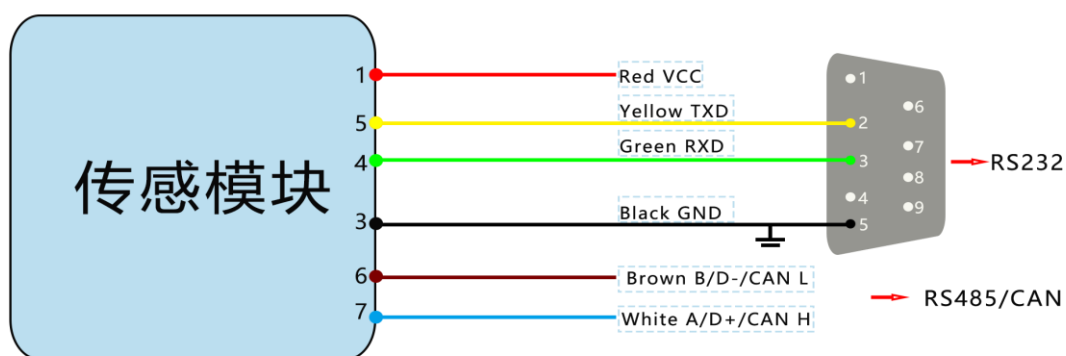 传感模块
1 Red VCC
5 Yellow TXD
4 Green RXD
3 Black GND
6 Brown B/D-/CAN L
7 White A/D+/CAN H
1
2
3
4
5
6
7
8
9
RS232
RS485/CAN